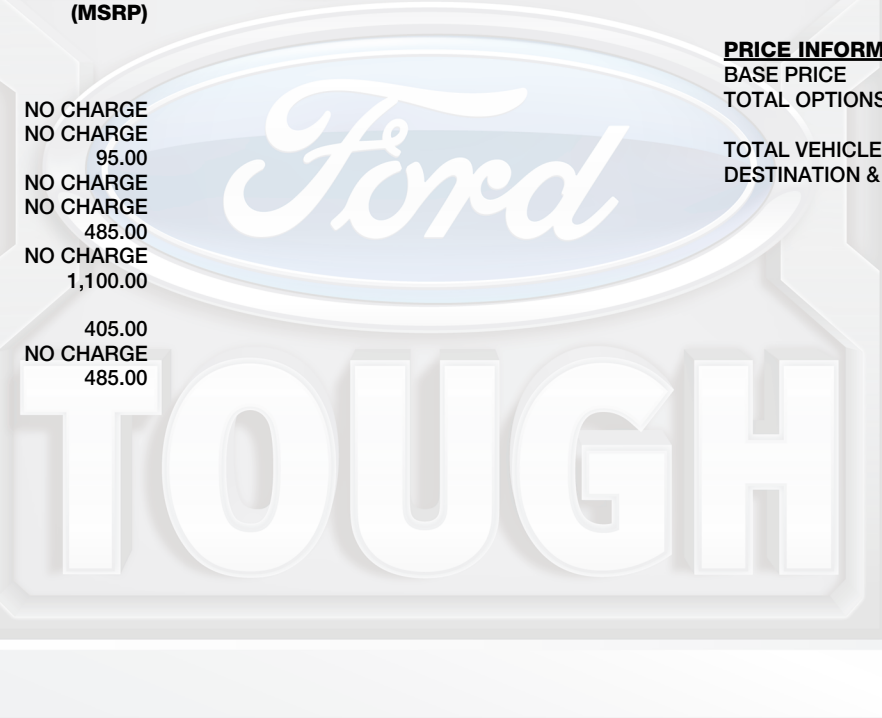 (MSRP)
NO CHARGE
NO CHARGE
95.00
NO CHARGE
NO CHARGE
485.00
NO CHARGE
1,100.00
405.00
NO CHARGE
485.00
PRICE INFORM
BASE PRICE
TOTAL OPTIONS
TOTAL VEHICLE
DESTINATION &
Ford
TOUGH